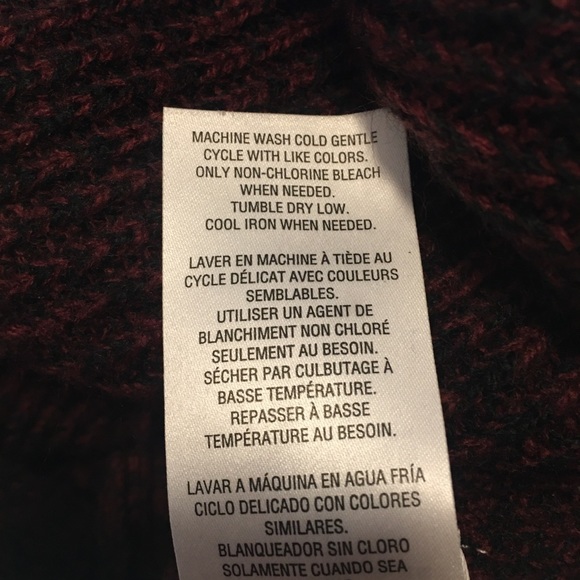 MACHINE WASH COLD GENTLE
CYCLE WITH LIKE COLORS.
ONLY NON-CHLORINE BLEACH
WHEN NEEDED.
TUMBLE DRY LOW.
COOL IRON WHEN NEEDED.
LAVER EN MACHINE À TIÈDE AU
CYCLE DÉLICAT AVEC COULEURS
SEMBLABLES.
UTILISER UN AGENT DE
BLANCHIMENT NON CHLORÉ
SEULEMENT AU BESOIN.
SÉCHER PAR CULBUTAGE À
BASSE TEMPÉRATURE.
REPASSER À BASSE
TEMPÉRATURE AU BESOIN.
LAVAR A MÁQUINA EN AGUA FRÍA
CICLO DELICADO CON COLORES
SIMILARES.
BLANQUEADOR SIN CLORO
SOLAMENTE CUANDO SEA